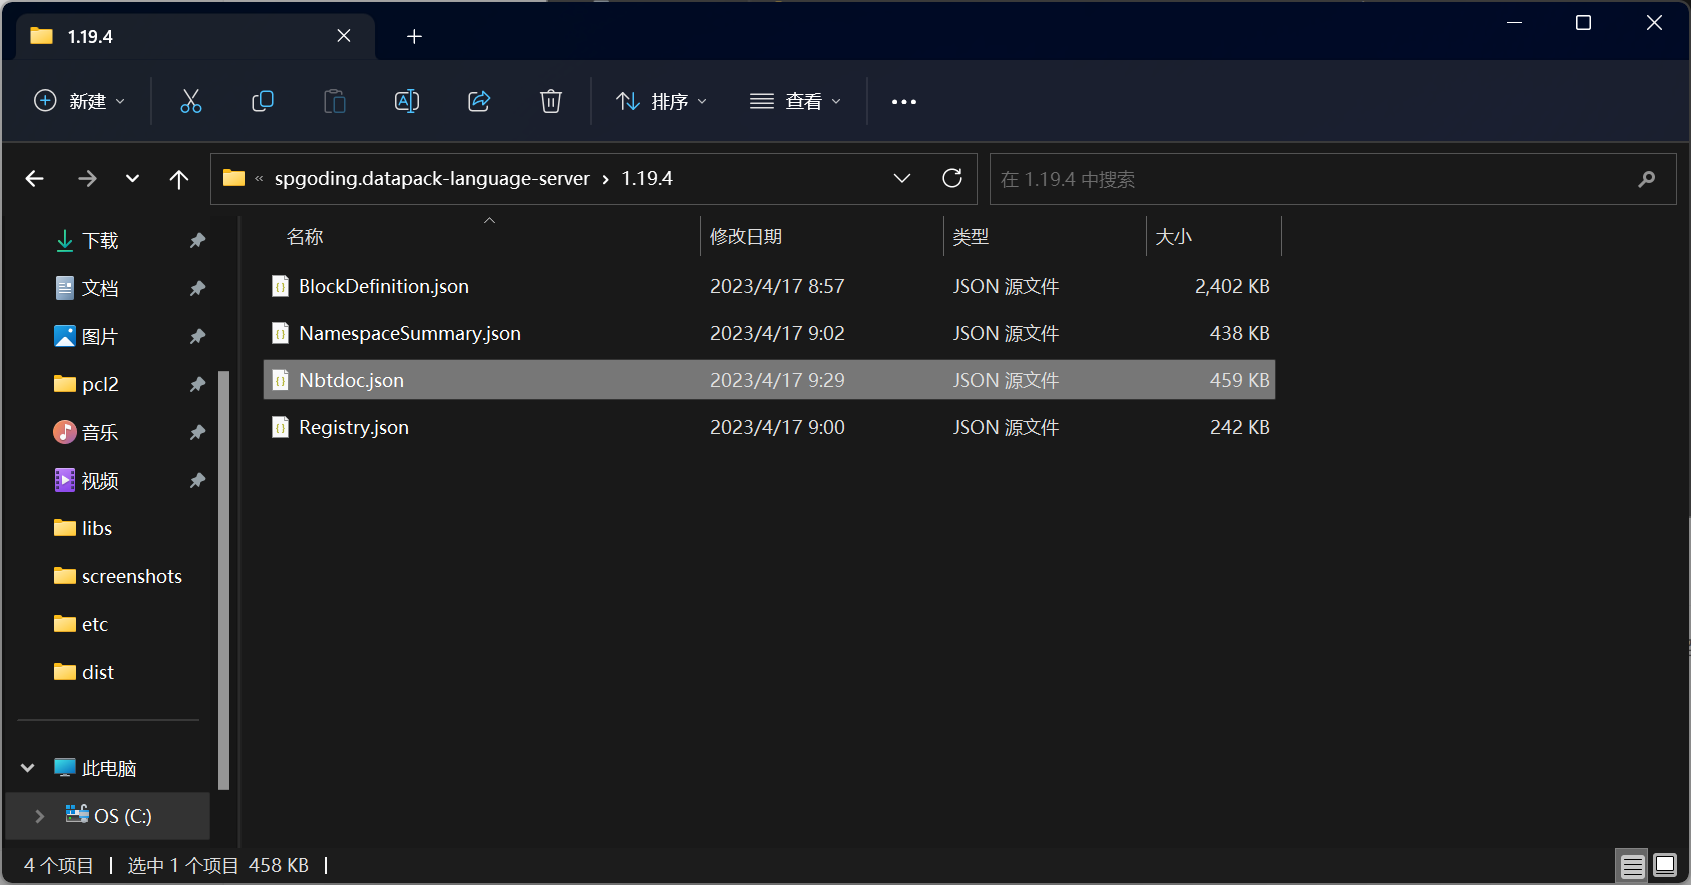 1.19.4
新建
排序
查看
« spgoding.datapack-language-server › 1.19.4
在 1.19.4 中搜索
下载
文档
图片
pcl2
音乐
视频
libs
screenshots
etc
dist
此电脑
OS (C:)
名称 修改日期 类型 大小
BlockDefinition.json 2023/4/17 8:57 JSON 源文件 2,402 KB
NamespaceSummary.json 2023/4/17 9:02 JSON 源文件 438 KB
Nbtdoc.json 2023/4/17 9:29 JSON 源文件 459 KB
Registry.json 2023/4/17 9:00 JSON 源文件 242 KB
4 个项目 | 选中 1 个项目 458 KB |